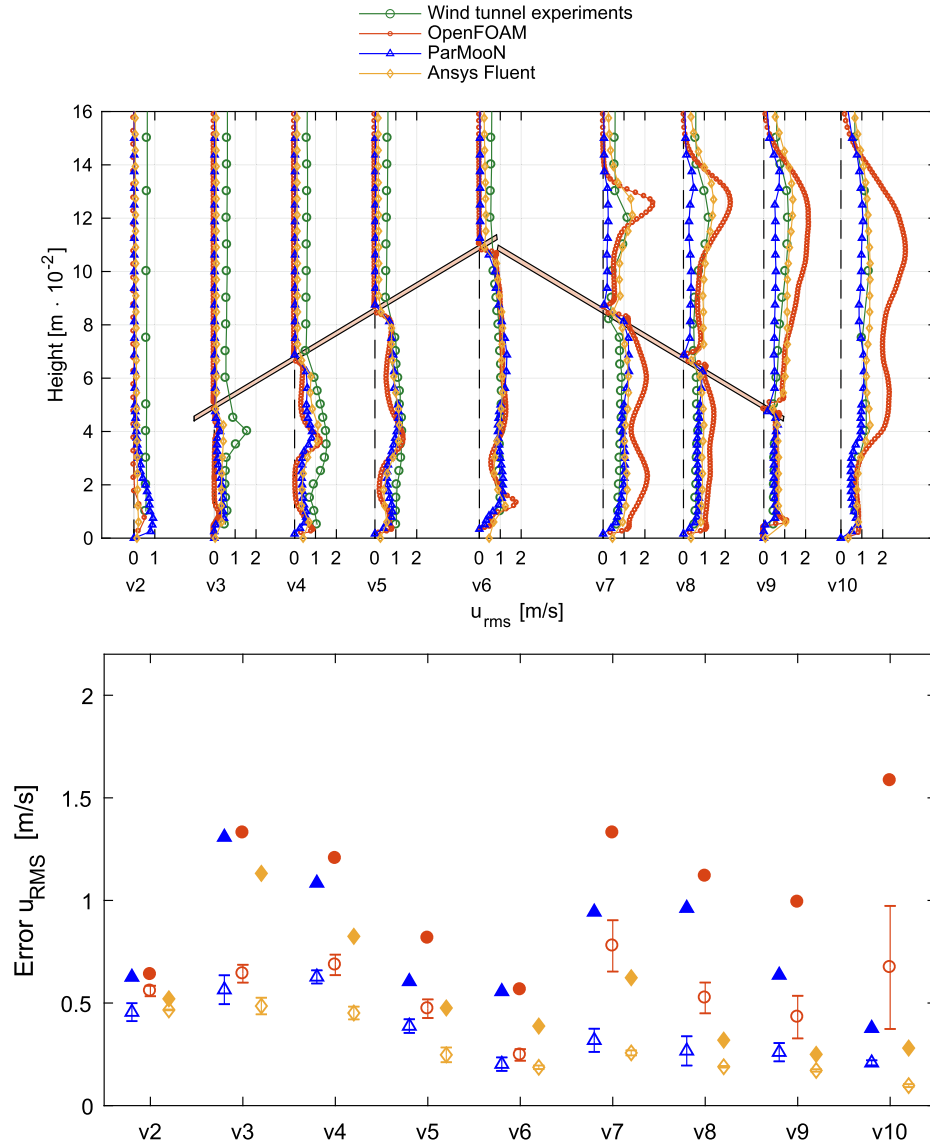 Wind tunnel experiments
OpenFOAM
ParMooN
Ansys Fluent
16
14
12
10
8
6
4
2
0
Height [m · 10⁻²]
0 0 1 2 0 1 2 0 1 2 0 1 2 0 1 2 0 1 2 0 1 2 0 1 2
1 2
v2 v3 v4 v5 v6 v7 v8 v9 v10
u_rms [m/s]
2
1.5
1
0.5
0
Error u_RMS [m/s]
v2 v3 v4 v5 v6 v7 v8 v9 v10